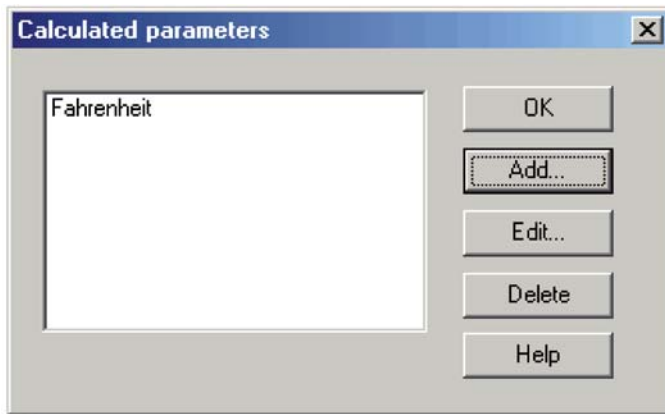 Calculated parameters
Fahrenheit
OK
Add...
Edit...
Delete
Help